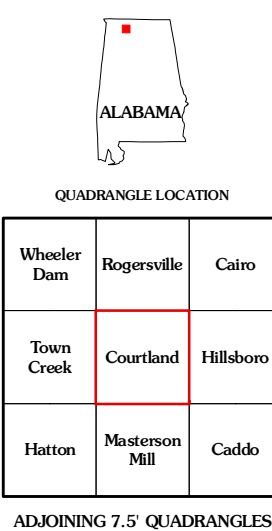 ALABAMA
QUADRANGLE LOCATION
Wheeler
Dam
Rogersville
Cairo
Town
Creek
Courtland
Hillsboro
Hatton
Masterson
Mill
Caddo
ADJOINING 7.5' QUADRANGLES